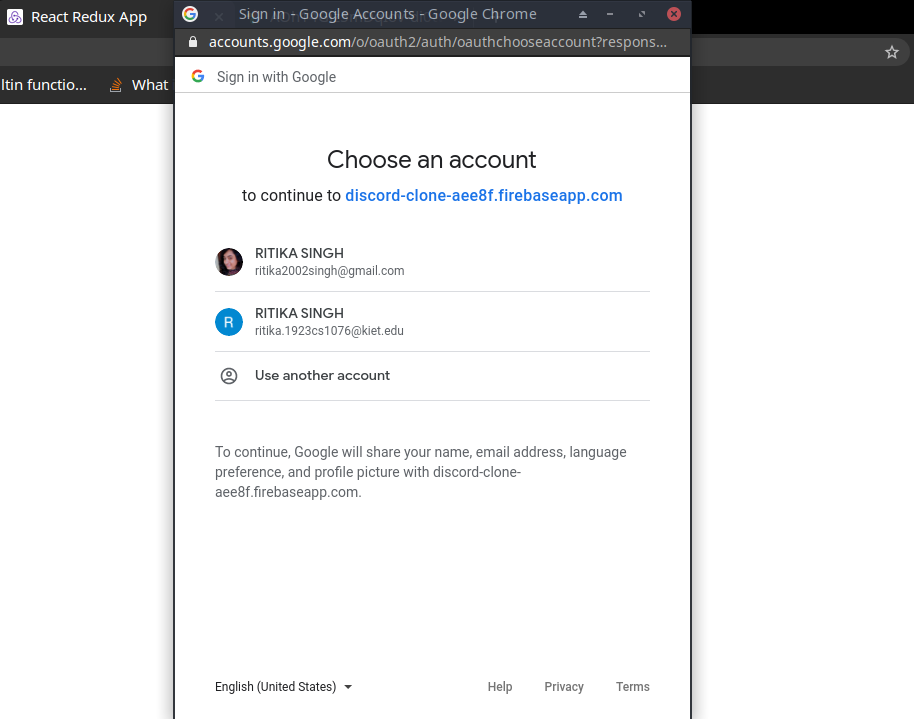 React Redux App
Sign in - Google Accounts - Google Chrome
accounts.google.com/o/oauth2/auth/oauthchooseaccount?respons...
ltin functio...
What
Sign in with Google
Choose an account
to continue to discord-clone-aee8f.firebaseapp.com
RITIKA SINGH
ritika2002singh@gmail.com
R
RITIKA SINGH
ritika.1923cs1076@kiet.edu
Use another account
To continue, Google will share your name, email address, language
preference, and profile picture with discord-clone-
aee8f.firebaseapp.com.
English (United States)
Help
Privacy
Terms